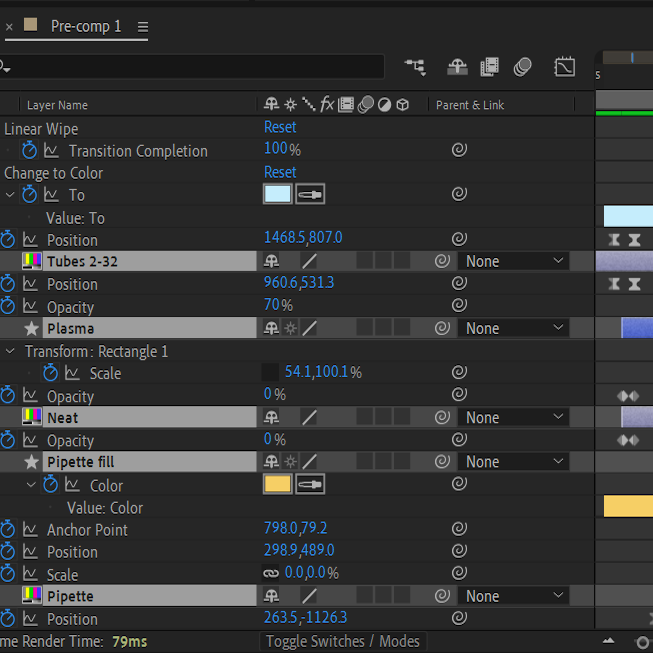 Pre-comp 1
s
Layer Name
fx
Parent & Link
Linear Wipe Reset
Transition Completion 100%
Change to Color Reset
To
Value: To
Position 1468.5,807.0
Tubes 2-32 None
Position 960.6,531.3
Opacity 70%
Plasma None
Transform: Rectangle 1
Scale 54.1,100.1%
Opacity 0%
Neat None
Opacity 0%
Pipette fill None
Color
Value: Color
Anchor Point 798.0,79.2
Position 298.9,489.0
Scale 0.0,0.0%
Pipette None
Position 263.5,-1126.3
me Render Time: 79ms
Toggle Switches / Modes